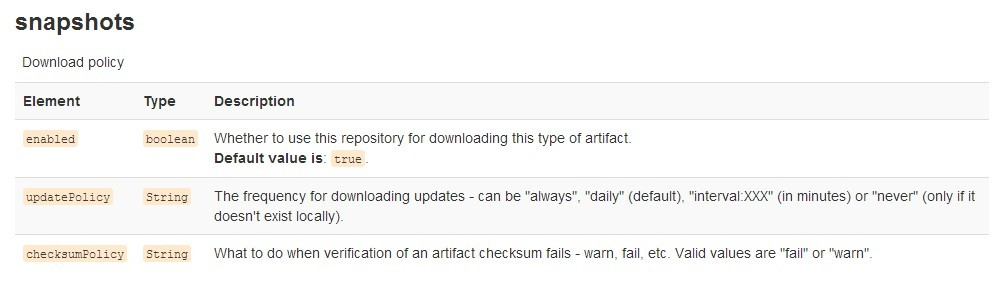 snapshots
Download policy
Element Type Description
enabled boolean Whether to use this repository for downloading this type of artifact.
Default value is: true.
updatePolicy String The frequency for downloading updates - can be "always", "daily" (default), "interval:XXX" (in minutes) or "never" (only if it
doesn't exist locally).
checksumPolicy String What to do when verification of an artifact checksum fails - warn, fail, etc. Valid values are "fail" or "warn".